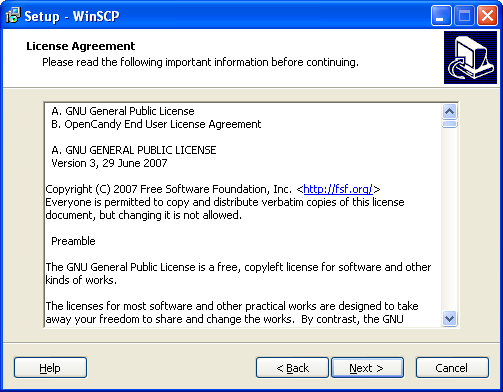 Setup - WinSCP
License Agreement
Please read the following important information before continuing.
A. GNU General Public License
B. OpenCandy End User License Agreement
A. GNU GENERAL PUBLIC LICENSE
Version 3, 29 June 2007
Copyright (C) 2007 Free Software Foundation, Inc. <http://fsf.org/>
Everyone is permitted to copy and distribute verbatim copies of this license
document, but changing it is not allowed.
Preamble
The GNU General Public License is a free, copyleft license for software and other
kinds of works.
The licenses for most software and other practical works are designed to take
away your freedom to share and change the works.  By contrast, the GNU
Help
< Back
Next >
Cancel